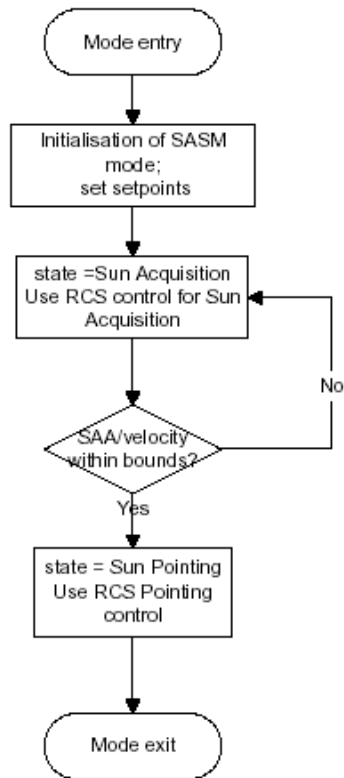 Mode entry
Initialisation of SASM
mode;
set setpoints
state =Sun Acquisition
Use RCS control for Sun
Acquisition
No
SAA/velocity
within bounds?
Yes
state = Sun Pointing
Use RCS Pointing
control
Mode exit